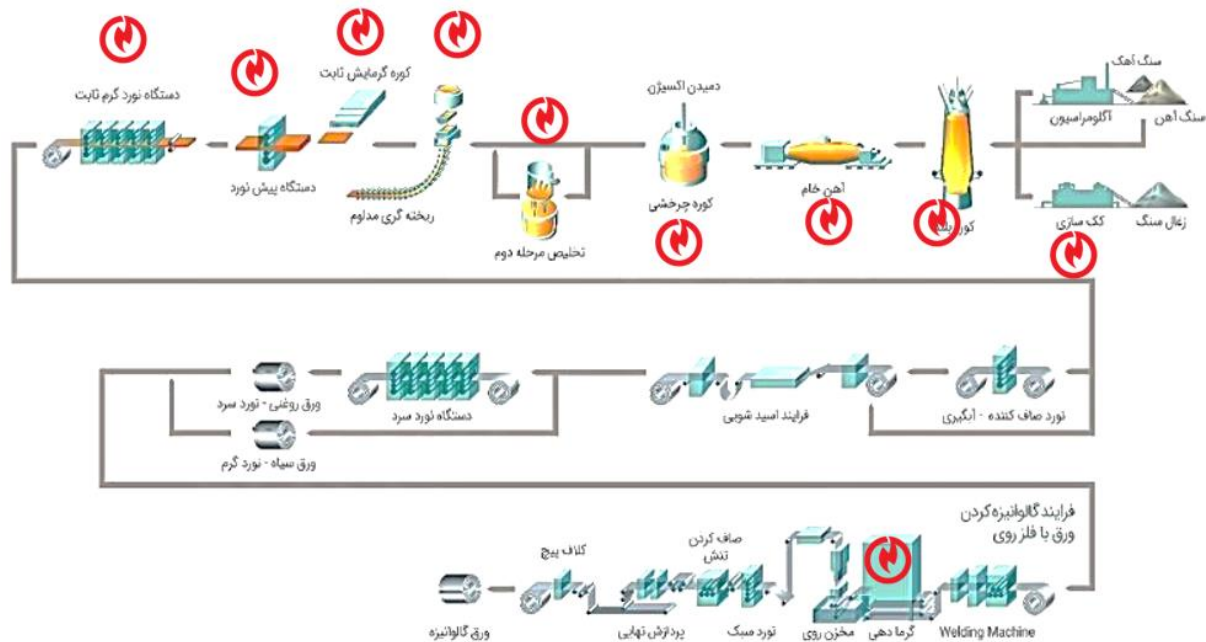 سنگ آهک
آگلومراسیون
سنگ آهن
کک سازی
زغال سنگ
آهن خام
دمیدن اکسیژن
کوره چرخشی
تخلیص مرحله دوم
ریخته گری مداوم
کوره گرمایش ثابت
دستگاه پیش نورد
دستگاه نورد گرم ثابت
نورد صاف کننده - آبگیری
فرایند اسید شویی
دستگاه نورد سرد
ورق روغنی - نورد سرد
ورق سیاه - نورد گرم
فرایند گالوانیزه کردن
ورق با فلز روی
Welding Machine
گرما دهی
مخزن روی
نورد سبک
صاف کردن
تنش
پردازش نهایی
کلاف پیچ
ورق گالوانیزه